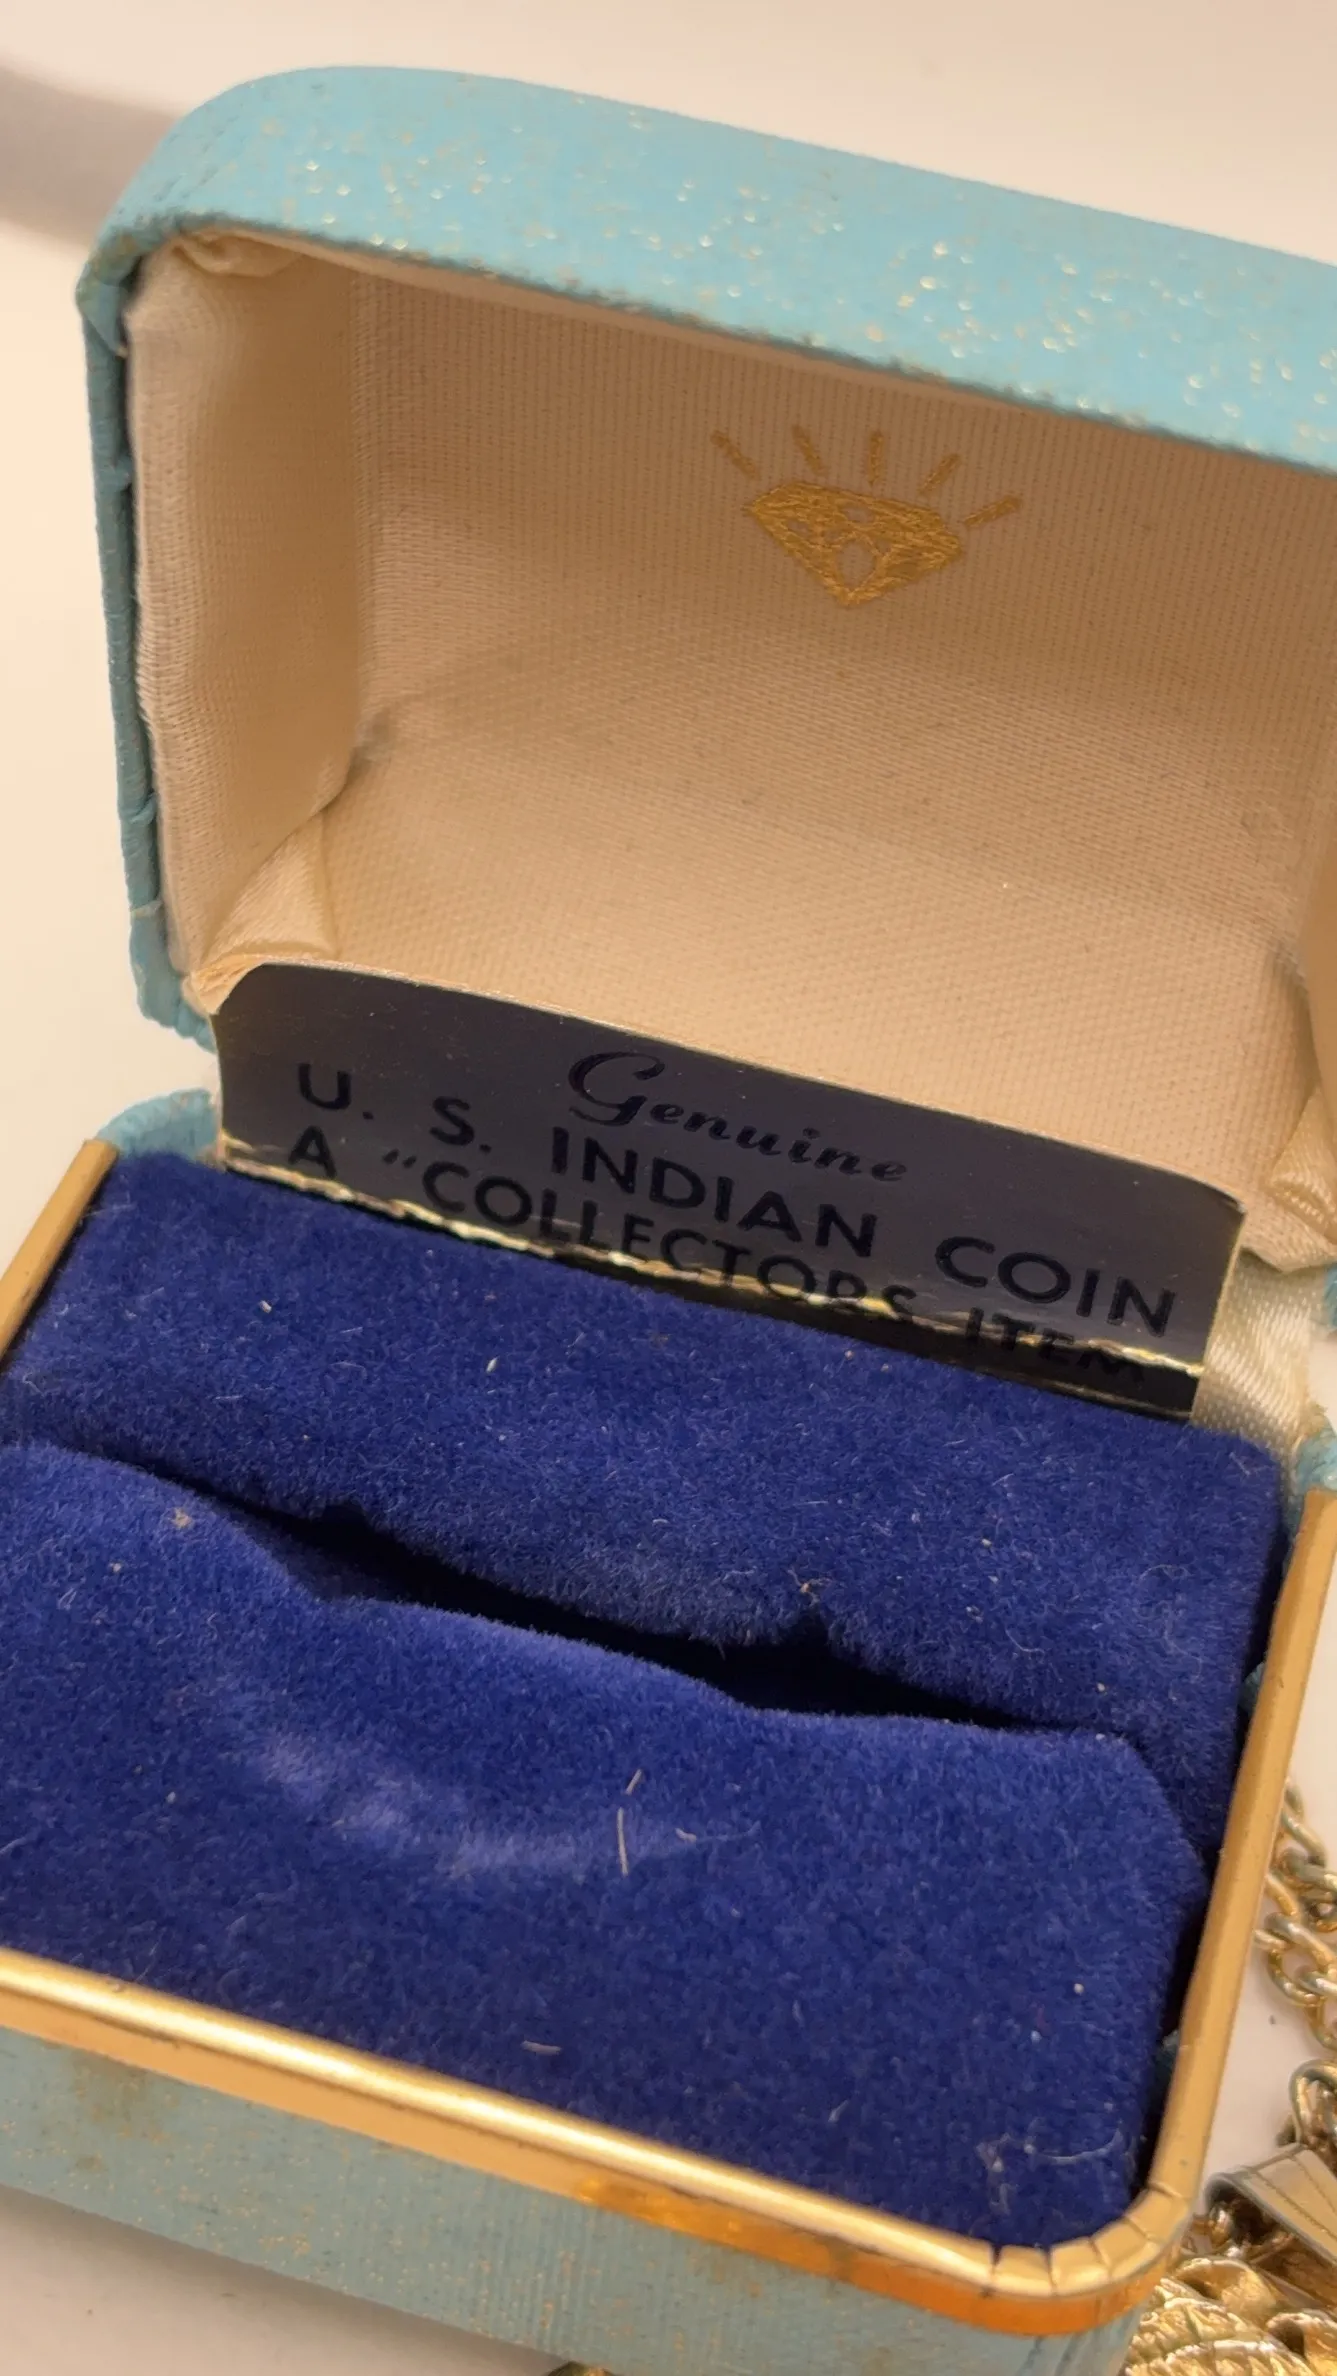 Genuine
U. S. INDIAN COIN
A "COLLECTORS ITEM